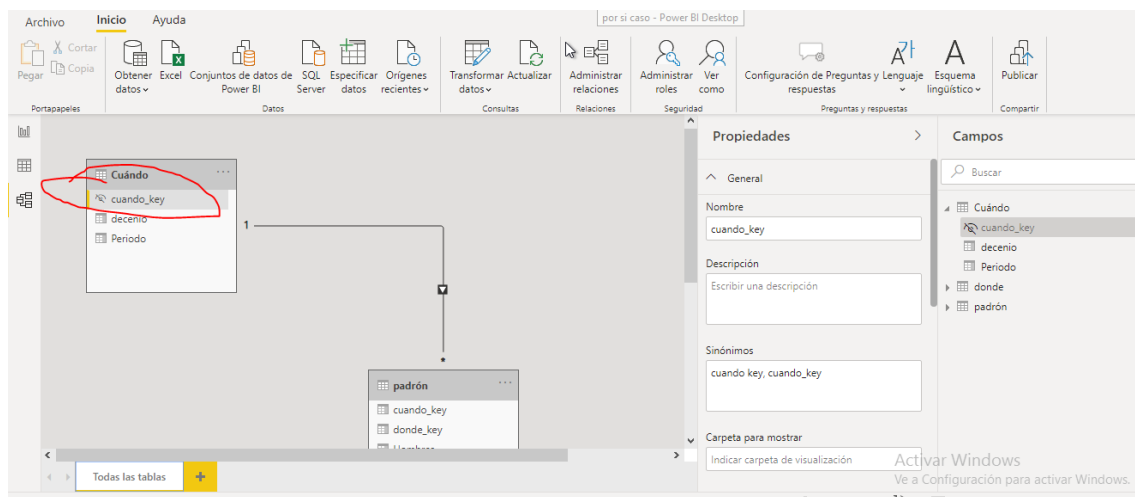 por si caso - Power BI Desktop
Archivo Inicio Ayuda
Pegar
Cortar
Copia
Obtener datos
Excel
Conjuntos de datos de Power BI
SQL Server
Especificar datos
Orígenes recientes
Transformar datos
Actualizar
Administrar relaciones
Administrar roles
Ver como
Configuración de Preguntas y respuestas
Lenguaje
Esquema lingüístico
Publicar
Portapapeles
Datos
Consultas
Relaciones
Seguridad
Preguntas y respuestas
Compartir
Cuándo
cuando_key
decenio
Periodo
1
*
padrón
cuando_key
donde_key
Todas las tablas
Propiedades
General
Nombre
cuando_key
Descripción
Escribir una descripción
Sinónimos
cuando key, cuando_key
Carpeta para mostrar
Indicar carpeta de visualización
Campos
Buscar
Cuándo
cuando_key
decenio
Periodo
donde
padrón
Activar Windows
Ve a Configuración para activar Windows.